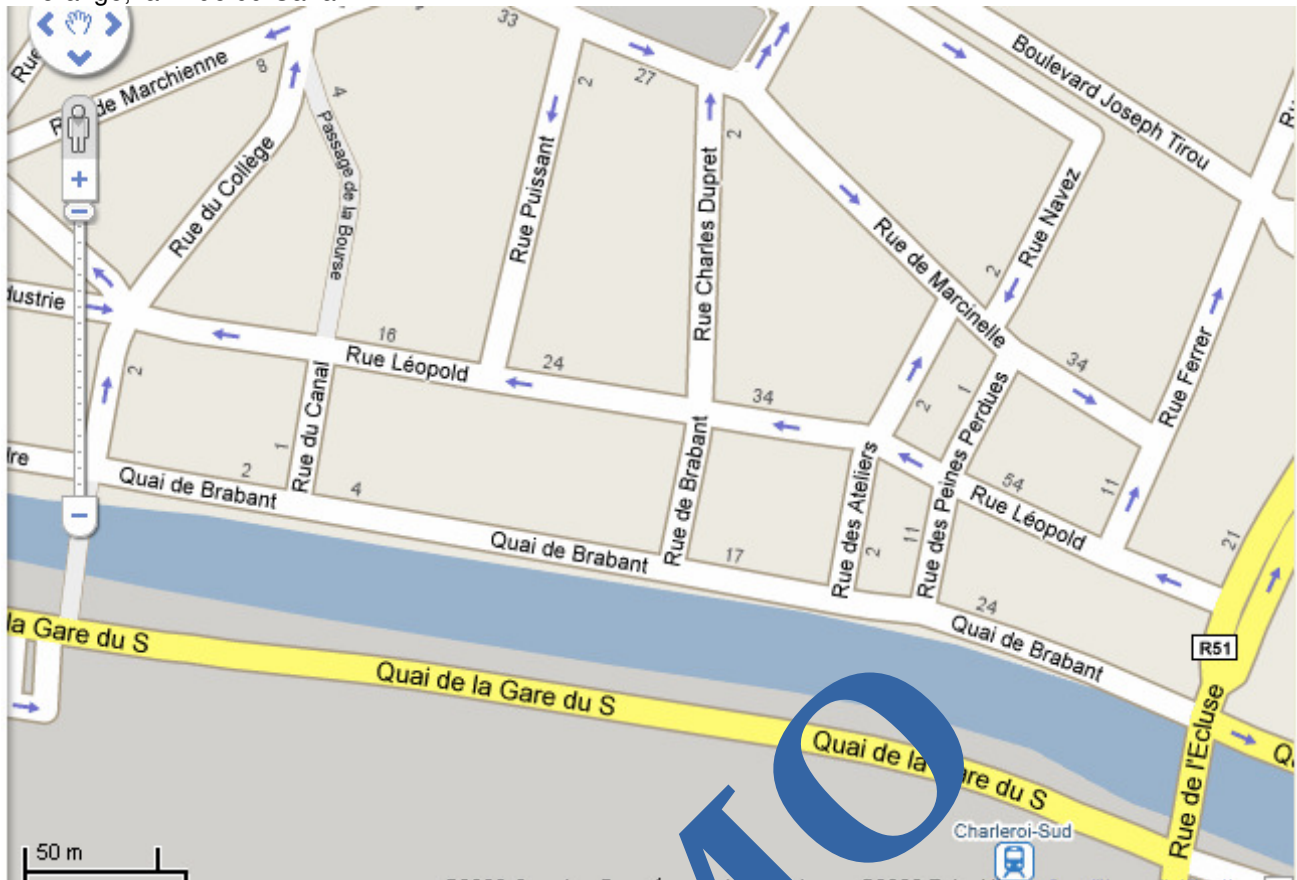 33
Boulevard Joseph Tirou
8
27
2
4
de Marchienne
2
Rue du Collège
Passage de la Bourse
Rue Puissant
Rue Charles Dupret
Rue Navez
Rue de Marcinelle
2
dustrie
16
Rue Léopold
24
34
34
Rue Ferrer
2
2
1
Rue du Canal
Rue de Brabant
Rue des Ateliers
Rue des Peines Perdues
1
2
4
Quai de Brabant
54
11
Rue Léopold
Quai de Brabant
17
2
11
21
24
Quai de Brabant
R51
la Gare du S
Quai de la Gare du S
Quai de la Gare du S
Rue de l'Ecluse
Charleroi-Sud
50 m
MO